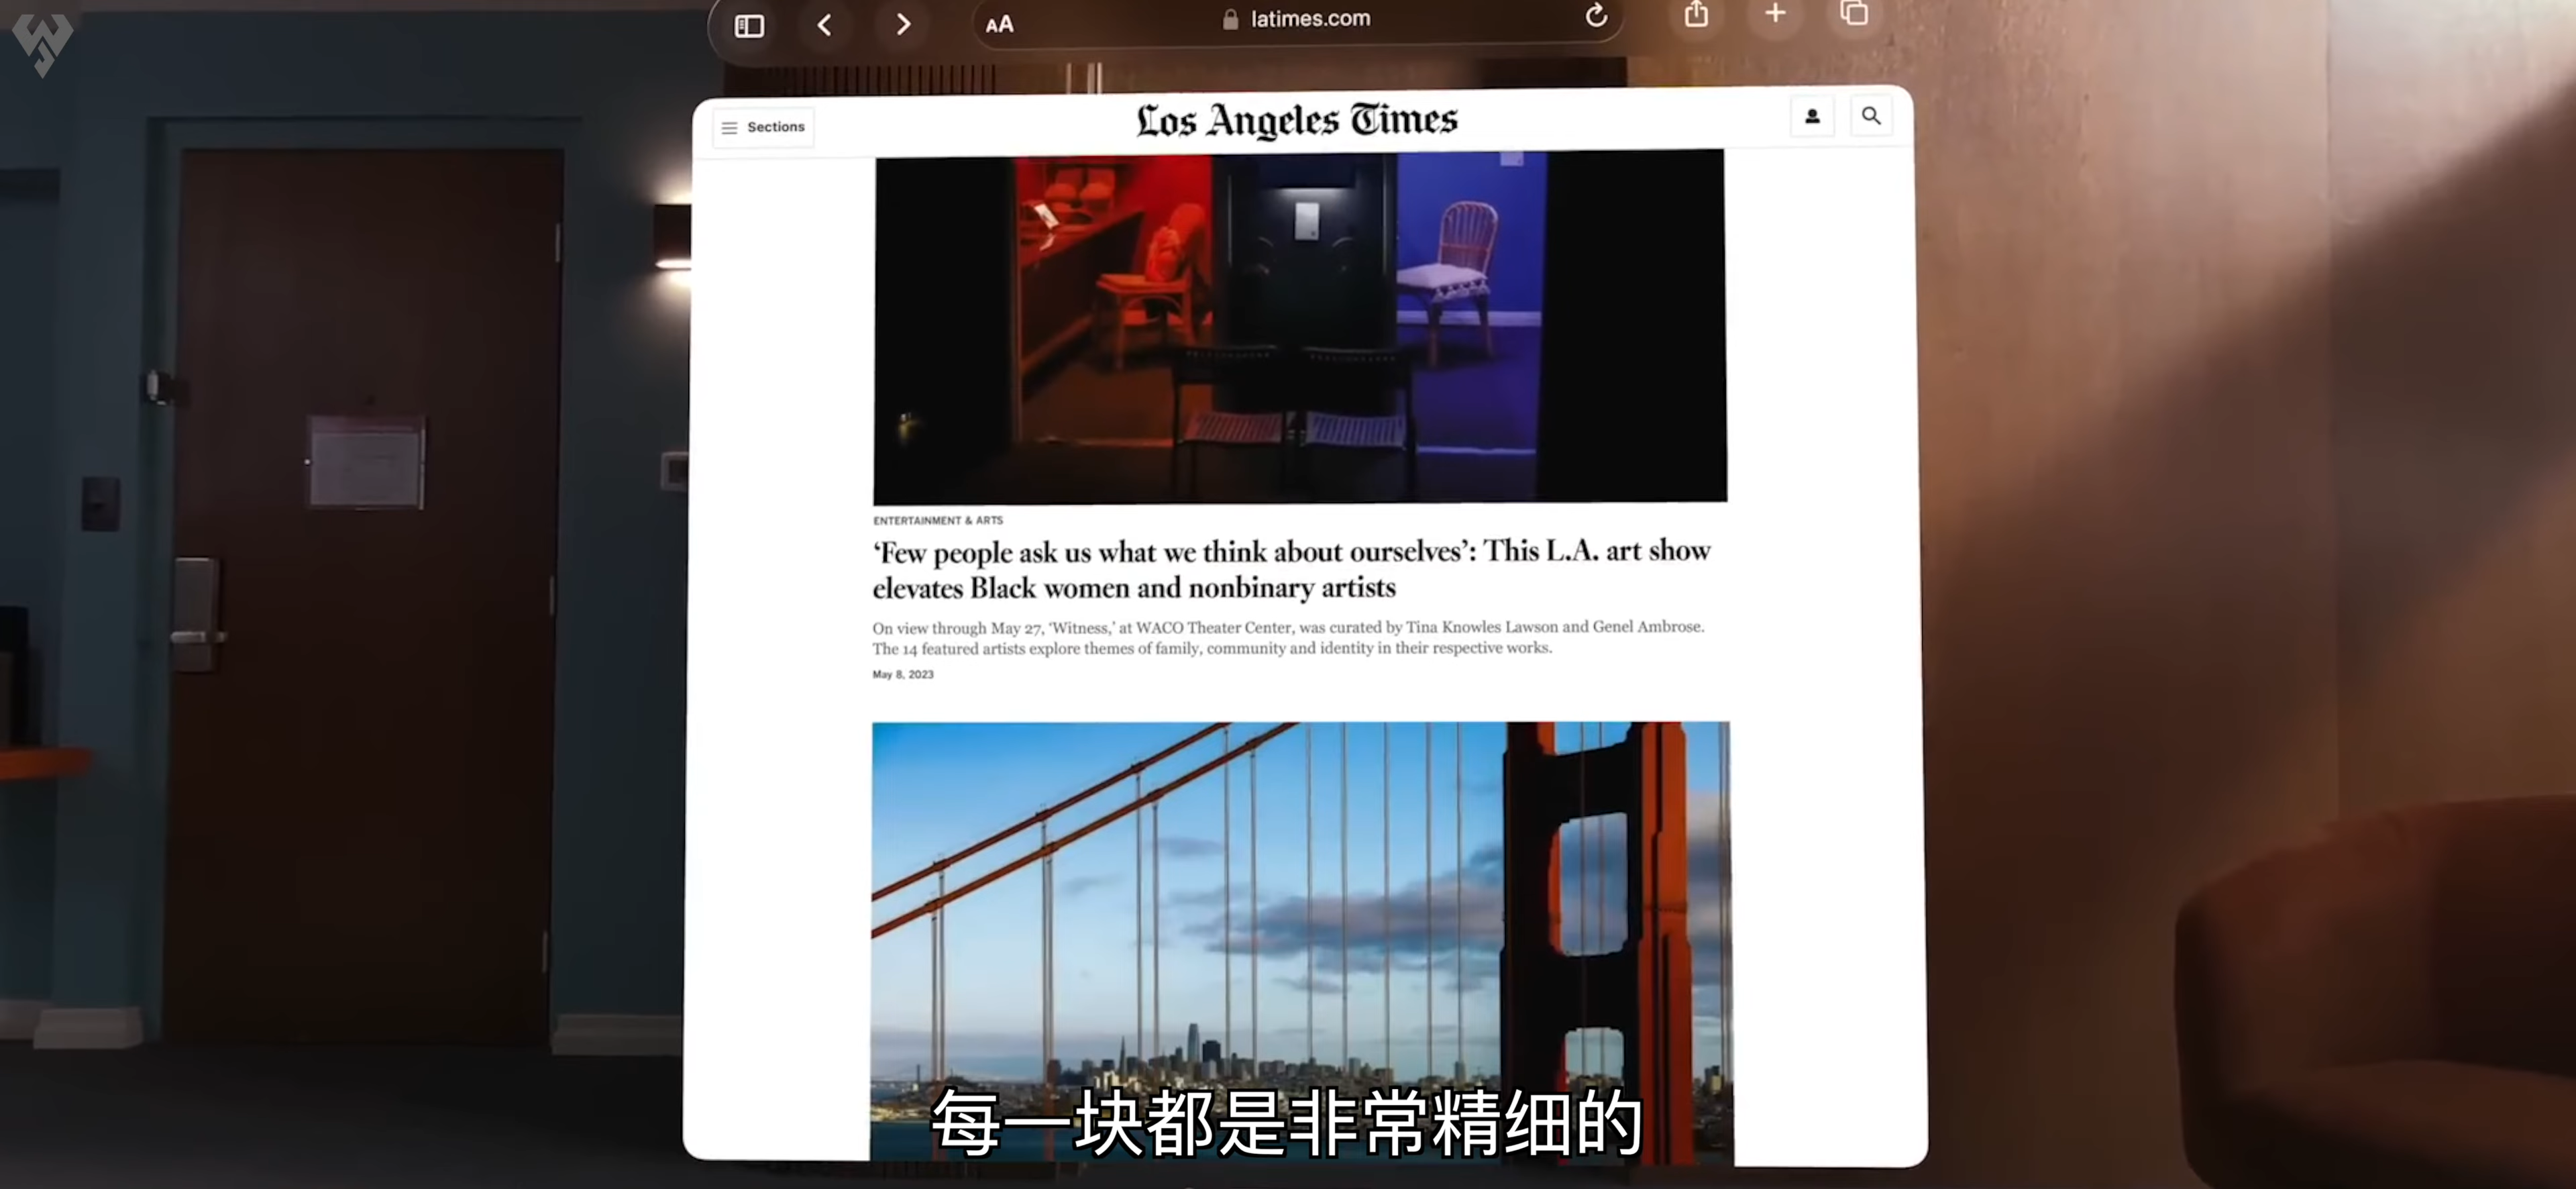 AA
latimes.com
Sections
Los Angeles Times
ENTERTAINMENT & ARTS
‘Few people ask us what we think about ourselves’: This L.A. art show
elevates Black women and nonbinary artists
On view through May 27, ‘Witness,’ at WACO Theater Center, was curated by Tina Knowles Lawson and Genel Ambrose.
The 14 featured artists explore themes of family, community and identity in their respective works.
May 8, 2023
每一块都是非常精细的